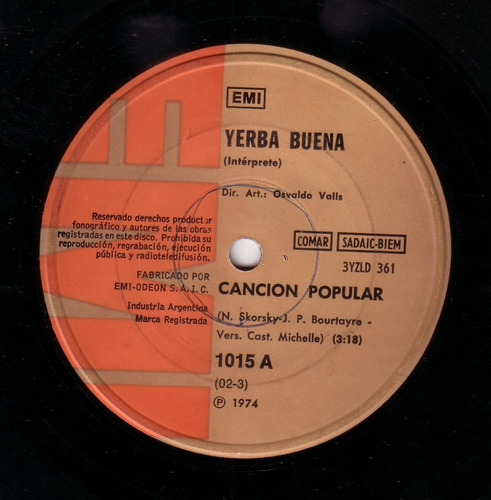 EMI
YERBA BUENA
(Intérprete)
Dir. Art.: Osvaldo Valls
Reservado derechos productor
fonográfico y autores de las obras
registradas en este disco. Prohibida su
reproducción, regrabación, ejecución
pública y radioteledifusión.
COMAR SADAIC-BIEM
3YZLD 361
FABRICADO POR
EMI-ODEON S.A.I.C.
Industria Argentina
Marca Registrada
CANCION POPULAR
(N. Skorsky-J. P. Bourtayre -
Vers. Cast. Michelle) (3:18)
1015 A
(02-3)
Ⓟ 1974